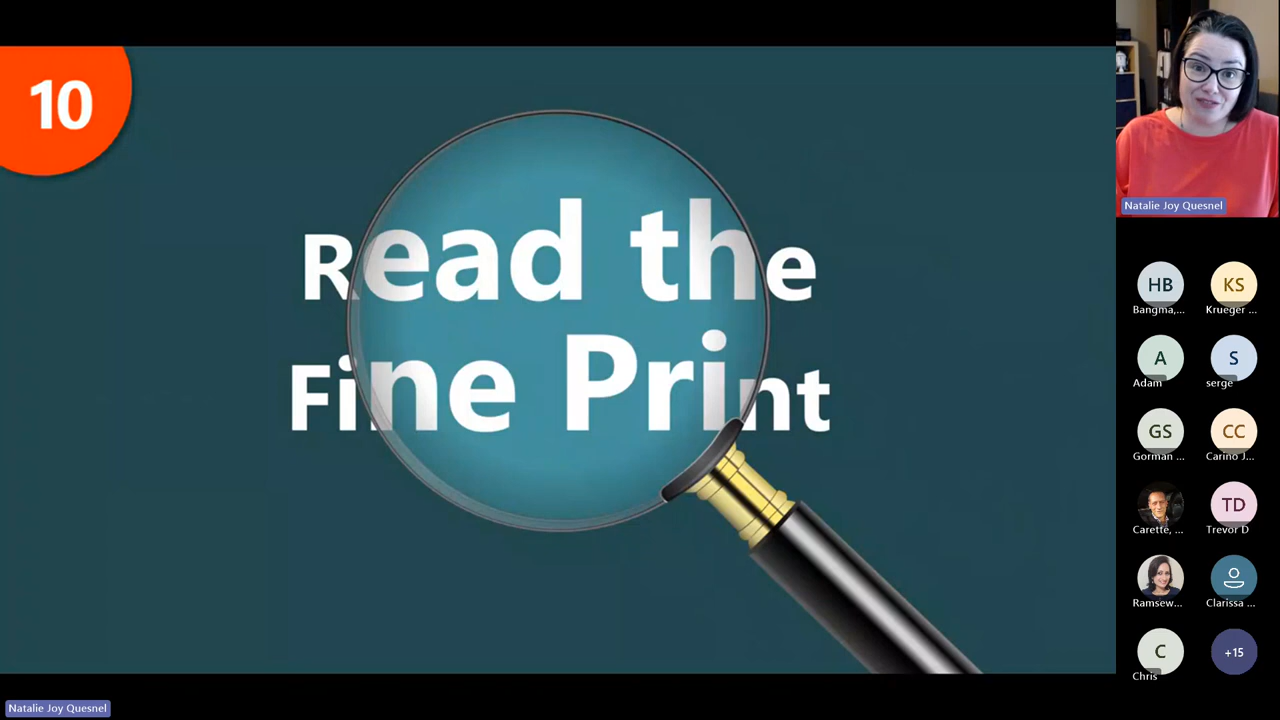 10
Read the
Fine Print
Natalie Joy Quesnel
HB
Bangma,...
KS
Krueger ...
A
Adam
S
serge
GS
Gorman ...
CC
Carino J...
Carette, ...
TD
Trevor D
Ramsew...
Clarissa ...
C
Chris
+15
Natalie Joy Quesnel